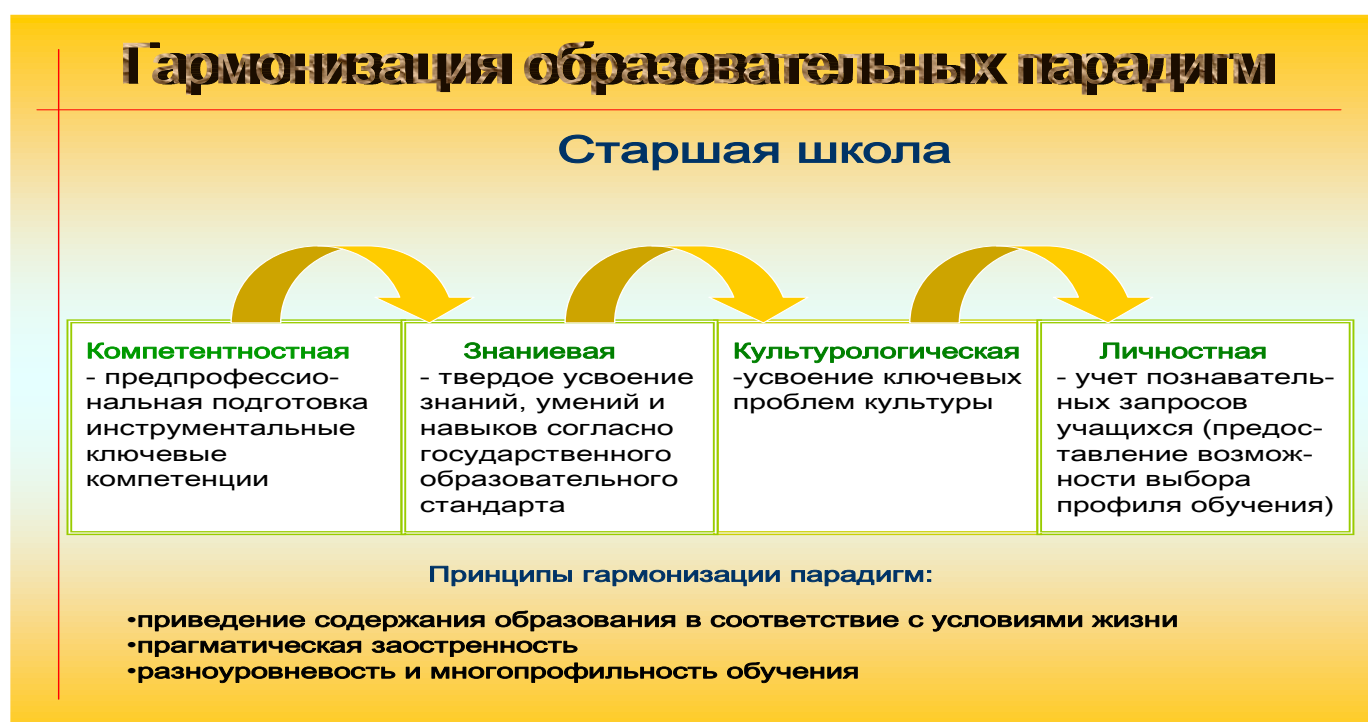 Гармонизация образовательных парадигм
Старшая школа
Компетентностная
- предпрофессио-
нальная подготовка
инструментальные
ключевые
компетенции
Знаниевая
- твердое усвоение
знаний, умений и
навыков согласно
государственного
образовательного
стандарта
Культурологическая
-усвоение ключевых
проблем культуры
Личностная
- учет познаватель-
ных запросов
учащихся (предос-
тавление возмож-
ности выбора
профиля обучения)
Принципы гармонизации парадигм:
•приведение содержания образования в соответствие с условиями жизни
•прагматическая заостренность
•разноуровневость и многопрофильность обучения